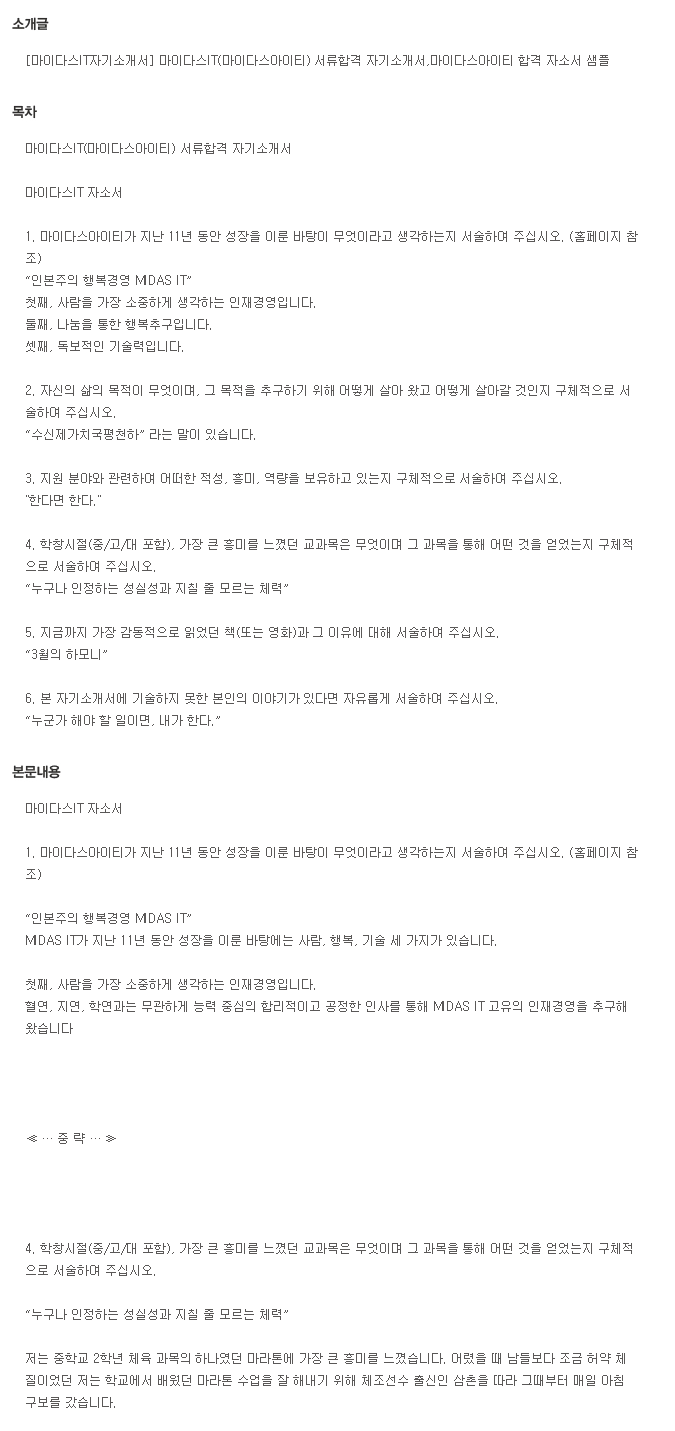 소개글
[마이다스IT자기소개서] 마이다스IT(마이다스아이티) 서류합격 자기소개서,마이다스아이티 합격 자소서 샘플
목차
마이다스IT(마이다스아이티) 서류합격 자기소개서
마이다스IT 자소서
1. 마이다스아이티가 지난 11년 동안 성장을 이룬 바탕이 무엇이라고 생각하는지 서술하여 주십시오. (홈페이지 참
조)
“인본주의 행복경영 MIDAS IT”
첫째, 사람을 가장 소중하게 생각하는 인재경영입니다.
둘째, 나눔을 통한 행복추구입니다.
셋째, 독보적인 기술력입니다.
2. 자신의 삶의 목적이 무엇이며, 그 목적을 추구하기 위해 어떻게 살아 왔고 어떻게 살아갈 것인지 구체적으로 서
술하여 주십시오.
“수신제가치국평천하” 라는 말이 있습니다.
3. 지원 분야와 관련하여 어떠한 적성, 흥미, 역량을 보유하고 있는지 구체적으로 서술하여 주십시오.
"한다면 한다."
4. 학창시절(중/고/대 포함), 가장 큰 흥미를 느꼈던 교과목은 무엇이며 그 과목을 통해 어떤 것을 얻었는지 구체적
으로 서술하여 주십시오.
“누구나 인정하는 성실성과 지칠 줄 모르는 체력”
5. 지금까지 가장 감동적으로 읽었던 책(또는 영화)과 그 이유에 대해 서술하여 주십시오.
“3월의 하모니”
6. 본 자기소개서에 기술하지 못한 본인의 이야기가 있다면 자유롭게 서술하여 주십시오.
“누군가 해야 할 일이면, 내가 한다.”
본문내용
마이다스IT 자소서
1. 마이다스아이티가 지난 11년 동안 성장을 이룬 바탕이 무엇이라고 생각하는지 서술하여 주십시오. (홈페이지 참
조)
“인본주의 행복경영 MIDAS IT”
MIDAS IT가 지난 11년 동안 성장을 이룬 바탕에는 사람, 행복, 기술 세 가지가 있습니다.
첫째, 사람을 가장 소중하게 생각하는 인재경영입니다.
혈연, 지연, 학연과는 무관하게 능력 중심의 합리적이고 공정한 인사를 통해 MIDAS IT 고유의 인재경영을 추구해
왔습니다
≪ … 중 략 … ≫
4. 학창시절(중/고/대 포함), 가장 큰 흥미를 느꼈던 교과목은 무엇이며 그 과목을 통해 어떤 것을 얻었는지 구체적
으로 서술하여 주십시오.
“누구나 인정하는 성실성과 지칠 줄 모르는 체력”
저는 중학교 2학년 체육 과목의 하나였던 마라톤에 가장 큰 흥미를 느꼈습니다. 어렸을 때 남들보다 조금 허약 체
질이었던 저는 학교에서 배웠던 마라톤 수업을 잘 해내기 위해 체조선수 출신인 삼촌을 따라 그때부터 매일 아침
구보를 갔습니다.